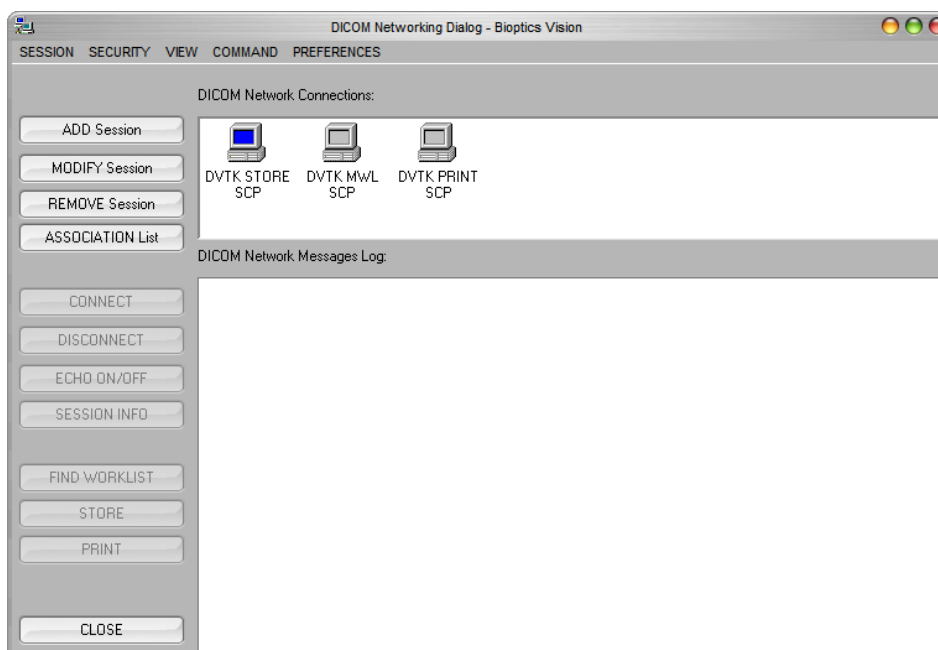 DICOM Networking Dialog - Bioptics Vision
SESSION SECURITY VIEW COMMAND PREFERENCES
DICOM Network Connections:
ADD Session
MODIFY Session
REMOVE Session
ASSOCIATION List
DVTK STORE
SCP
DVTK MWL
SCP
DVTK PRINT
SCP
DICOM Network Messages Log:
CONNECT
DISCONNECT
ECHO ON/OFF
SESSION INFO
FIND WORKLIST
STORE
PRINT
CLOSE